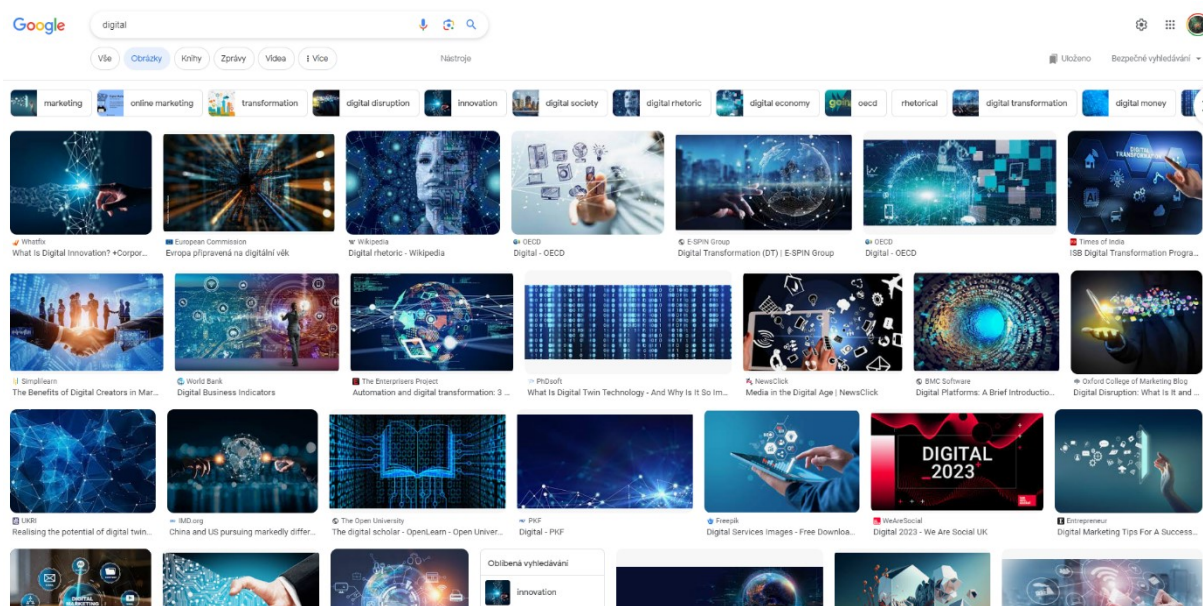 Google
digital
Vše Obrázky Knihy Zprávy Videa Více Nástroje Uloženo Bezpečné vyhledávání
marketing online marketing transformation digital disruption innovation digital society digital rhetoric digital economy oecd rhetorical digital transformation digital money
DIGITAL
Whatfix European Commission Wikipedia OECD E-SPIN Group OECD Times of India
What Is Digital Innovation? +Corpor... Evropa připravená na digitální věk Digital rhetoric - Wikipedia Digital - OECD Digital Transformation (DT) | E-SPIN Group Digital - OECD ISB Digital Transformation Progra...
Simplilearn World Bank The Enterprisers Project PhDsoft NewsClick BMC Software Oxford College of Marketing Blog
The Benefits of Digital Creators in Mar... Digital Business Indicators Automation and digital transformation: 3 ... What Is Digital Twin Technology - And Why Is It So Im... Media in the Digital Age | NewsClick Digital Platforms: A Brief Introductio... Digital Disruption: What Is It and ...
DIGITAL
_2023
UKRI IMD.org The Open University PKF Freepik WeAreSocial Entrepreneur
Realising the potential of digital twin... China and US pursuing markedly differ... The digital scholar - OpenLearn - Open Univer... Digital - PKF Digital Services Images - Free Downloa... Digital 2023 - We Are Social UK Digital Marketing Tips For A Success...
Oblíbená vyhledávání
innovation
DIGITAL
MARKETING